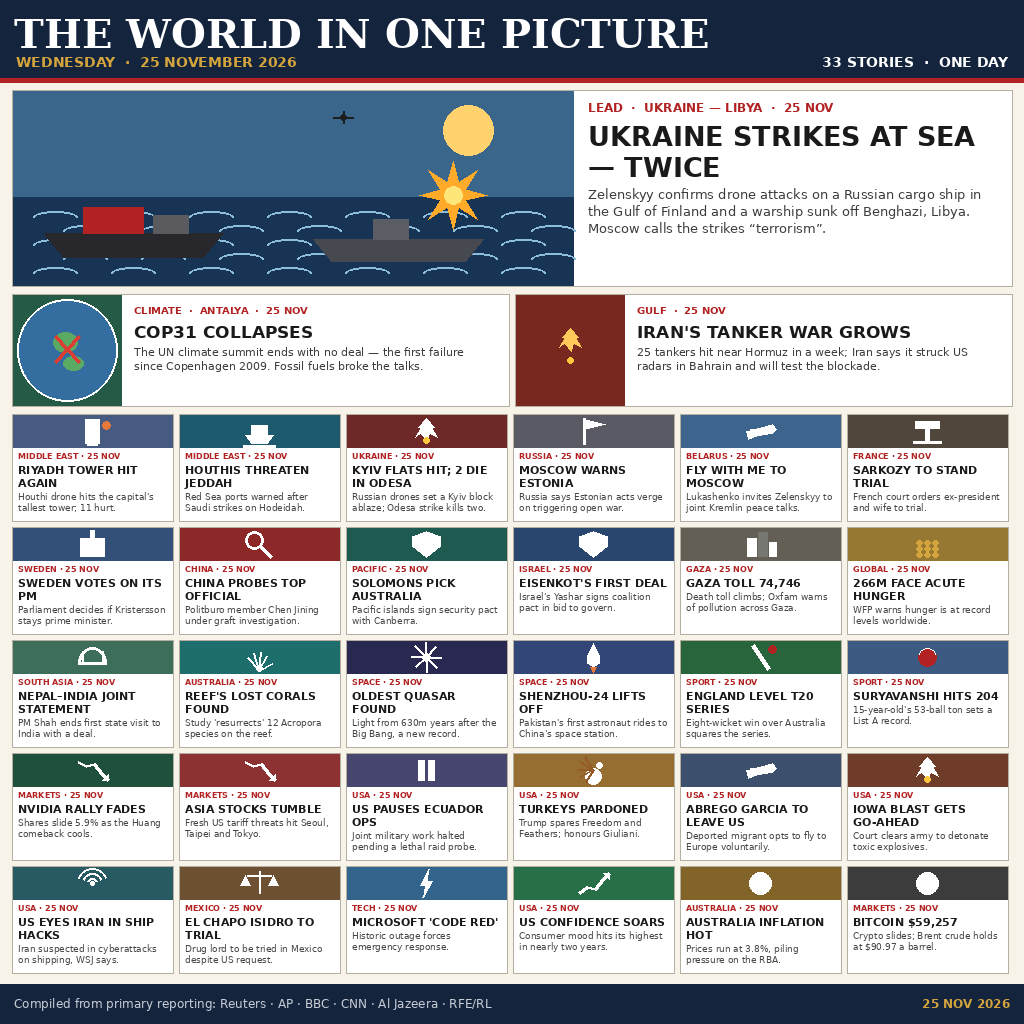 THE WORLD IN ONE PICTURE
WEDNESDAY · 25 NOVEMBER 2026
33 STORIES · ONE DAY
LEAD · UKRAINE — LIBYA · 25 NOV
UKRAINE STRIKES AT SEA
— TWICE
Zelenskyy confirms drone attacks on a Russian cargo ship in
the Gulf of Finland and a warship sunk off Benghazi, Libya.
Moscow calls the strikes “terrorism”.
CLIMATE · ANTALYA · 25 NOV
COP31 COLLAPSES
The UN climate summit ends with no deal — the first failure
since Copenhagen 2009. Fossil fuels broke the talks.
GULF · 25 NOV
IRAN'S TANKER WAR GROWS
25 tankers hit near Hormuz in a week; Iran says it struck US
radars in Bahrain and will test the blockade.
MIDDLE EAST · 25 NOV
RIYADH TOWER HIT
AGAIN
Houthi drone hits the capital's
tallest tower; 11 hurt.
MIDDLE EAST · 25 NOV
HOUTHIS THREATEN
JEDDAH
Red Sea ports warned after
Saudi strikes on Hodeidah.
UKRAINE · 25 NOV
KYIV FLATS HIT; 2 DIE
IN ODESA
Russian drones set a Kyiv block
ablaze; Odesa strike kills two.
RUSSIA · 25 NOV
MOSCOW WARNS
ESTONIA
Russia says Estonian acts verge
on triggering open war.
BELARUS · 25 NOV
FLY WITH ME TO
MOSCOW
Lukashenko invites Zelenskyy to
joint Kremlin peace talks.
FRANCE · 25 NOV
SARKOZY TO STAND
TRIAL
French court orders ex-president
and wife to trial.
SWEDEN · 25 NOV
SWEDEN VOTES ON ITS
PM
Parliament decides if Kristersson
stays prime minister.
CHINA · 25 NOV
CHINA PROBES TOP
OFFICIAL
Politburo member Chen Jining
under graft investigation.
PACIFIC · 25 NOV
SOLOMONS PICK
AUSTRALIA
Pacific islands sign security pact
with Canberra.
ISRAEL · 25 NOV
EISENKOT'S FIRST DEAL
Israel's Yashar signs coalition
pact in bid to govern.
GAZA · 25 NOV
GAZA TOLL 74,746
Death toll climbs; Oxfam warns
of pollution across Gaza.
GLOBAL · 25 NOV
266M FACE ACUTE
HUNGER
WFP warns hunger is at record
levels worldwide.
SOUTH ASIA · 25 NOV
NEPAL–INDIA JOINT
STATEMENT
PM Shah ends first state visit to
India with a deal.
AUSTRALIA · 25 NOV
REEF'S LOST CORALS
FOUND
Study 'resurrects' 12 Acropora
species on the reef.
SPACE · 25 NOV
OLDEST QUASAR
FOUND
Light from 630m years after the
Big Bang, a new record.
SPACE · 25 NOV
SHENZHOU-24 LIFTS
OFF
Pakistan's first astronaut rides to
China's space station.
SPORT · 25 NOV
ENGLAND LEVEL T20
SERIES
Eight-wicket win over Australia
squares the series.
SPORT · 25 NOV
SURYAVANSHI HITS 204
15-year-old's 53-ball ton sets a
List A record.
MARKETS · 25 NOV
NVIDIA RALLY FADES
Shares slide 5.9% as the Huang
comeback cools.
MARKETS · 25 NOV
ASIA STOCKS TUMBLE
Fresh US tariff threats hit Seoul,
Taipei and Tokyo.
USA · 25 NOV
US PAUSES ECUADOR
OPS
Joint military work halted
pending a lethal raid probe.
USA · 25 NOV
TURKEYS PARDONED
Trump spares Freedom and
Feathers; honours Giuliani.
USA · 25 NOV
ABREGO GARCIA TO
LEAVE US
Deported migrant opts to fly to
Europe voluntarily.
USA · 25 NOV
IOWA BLAST GETS
GO-AHEAD
Court clears army to detonate
toxic explosives.
USA · 25 NOV
US EYES IRAN IN SHIP
HACKS
Iran suspected in cyberattacks
on shipping, WSJ says.
MEXICO · 25 NOV
EL CHAPO ISIDRO TO
TRIAL
Drug lord to be tried in Mexico
despite US request.
TECH · 25 NOV
MICROSOFT 'CODE RED'
Historic outage forces
emergency response.
USA · 25 NOV
US CONFIDENCE SOARS
Consumer mood hits its highest
in nearly two years.
AUSTRALIA · 25 NOV
AUSTRALIA INFLATION
HOT
Prices run at 3.8%, piling
pressure on the RBA.
MARKETS · 25 NOV
BITCOIN $59,257
Crypto slides; Brent crude holds
at $90.97 a barrel.
Compiled from primary reporting: Reuters · AP · BBC · CNN · Al Jazeera · RFE/RL
25 NOV 2026